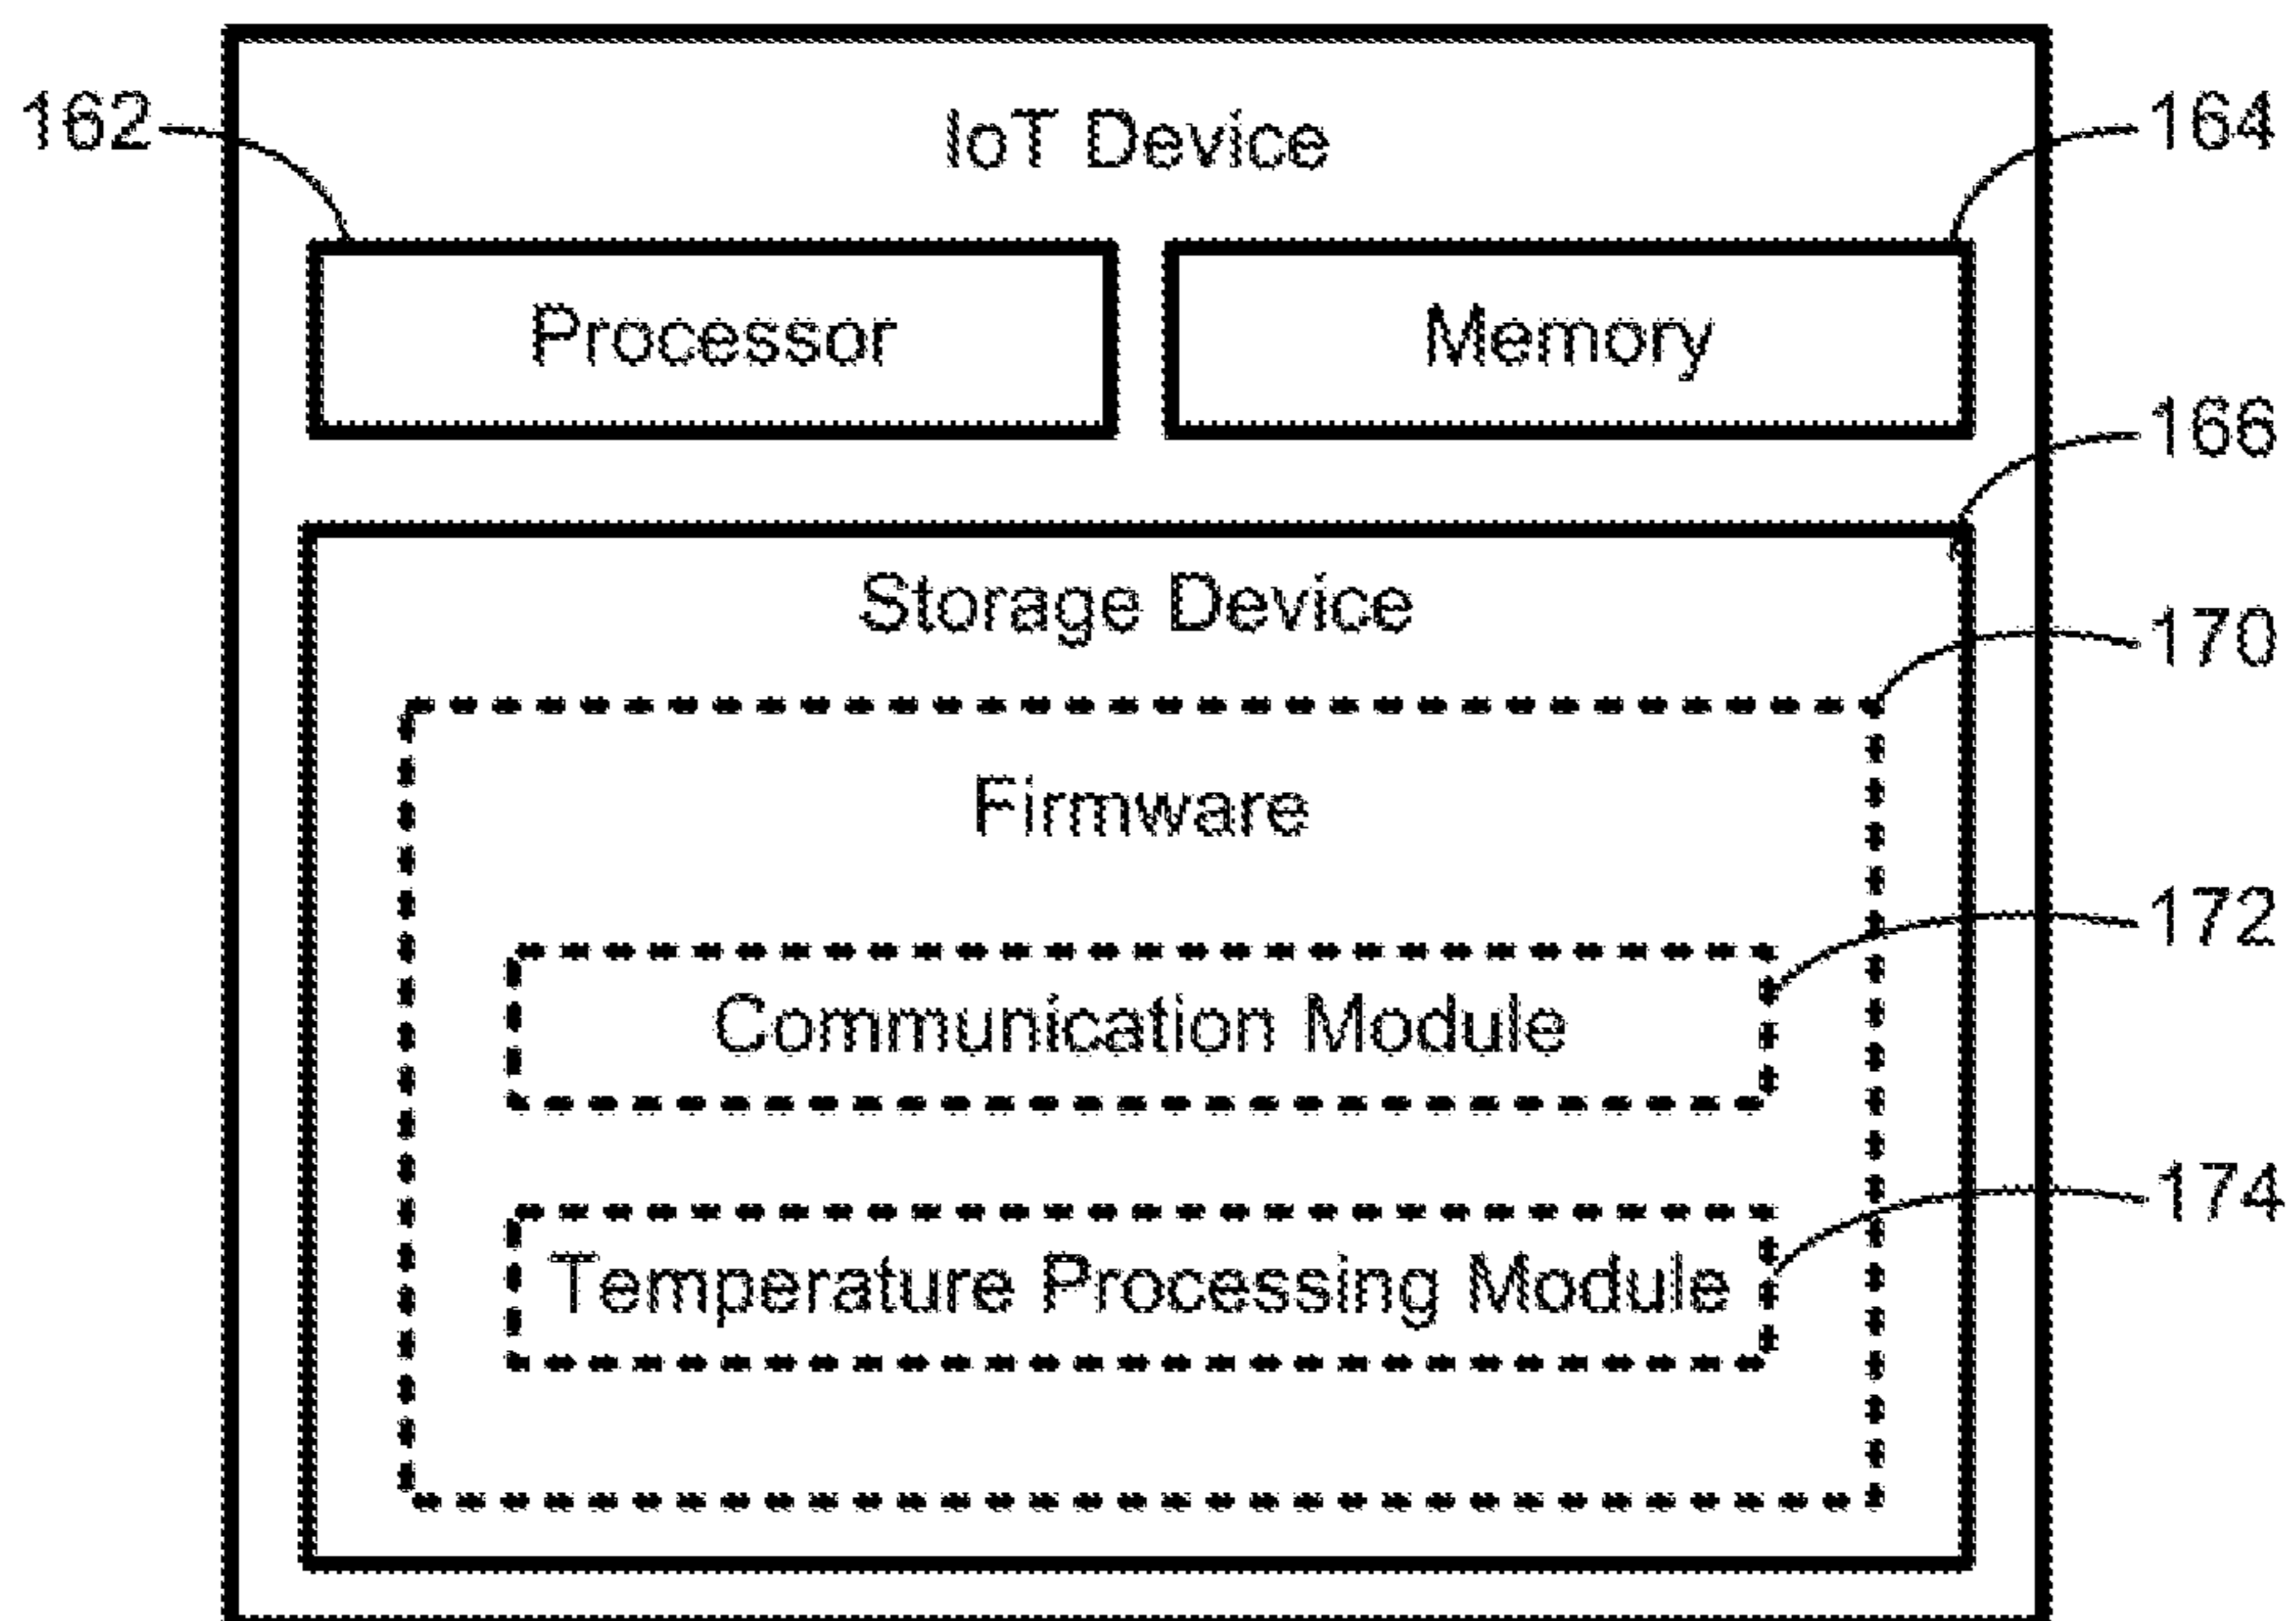 162
IoT Device
164
Processor
Memory
166
Storage Device
170
Firmware
172
Communication Module
174
Temperature Processing Module